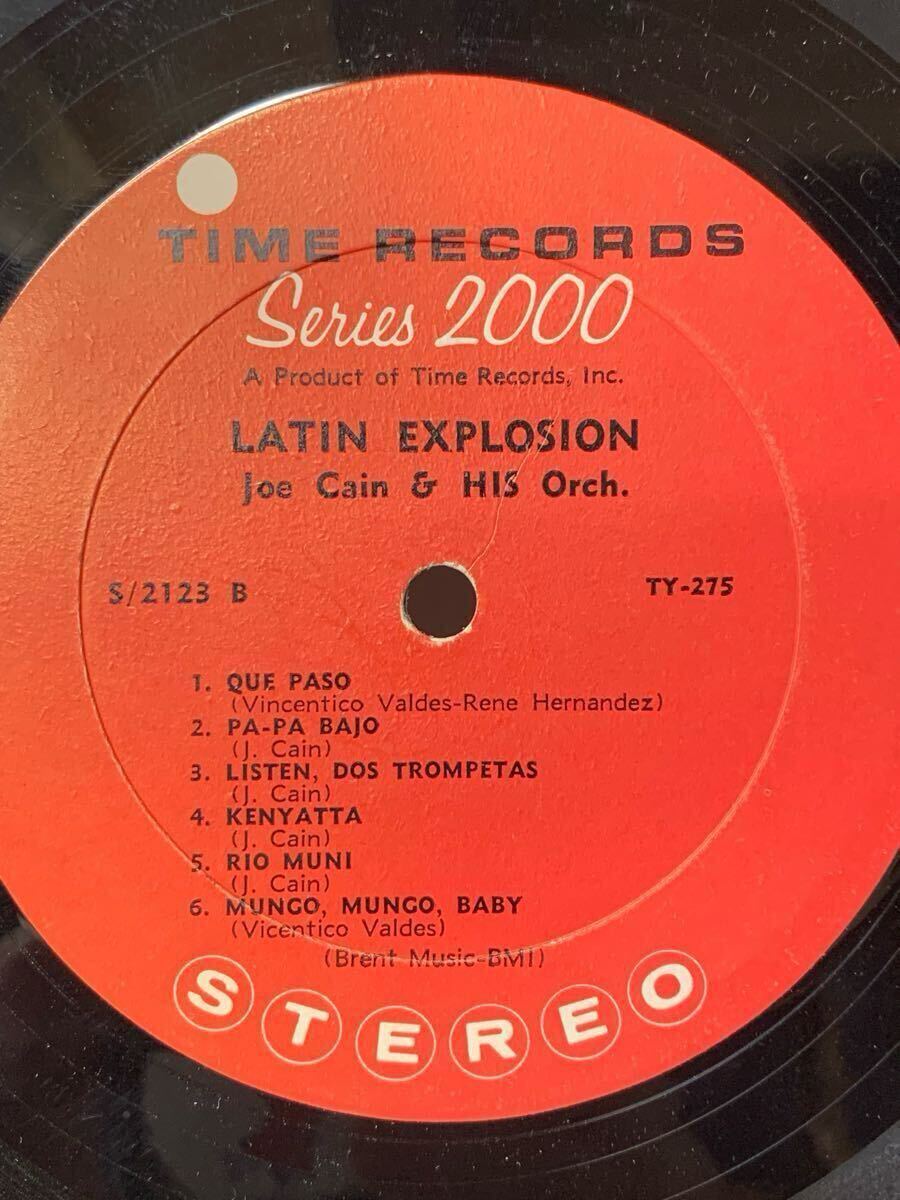 TIME RECORDS
Series 2000
A Product of Time Records, Inc.
LATIN EXPLOSION
Joe Cain & HIS Orch.
S/2123 B
TY-275
1. QUE PASO
(Vincentico Valdes-Rene Hernandez)
2. PA-PA BAJO
(J. Cain)
3. LISTEN, DOS TROMPETAS
(J. Cain)
4. KENYATTA
(J. Cain)
5. RIO MUNI
(J. Cain)
6. MUNGO, MUNGO, BABY
(Vicentico Valdes)
(Brent Music-BMI)
STEREO